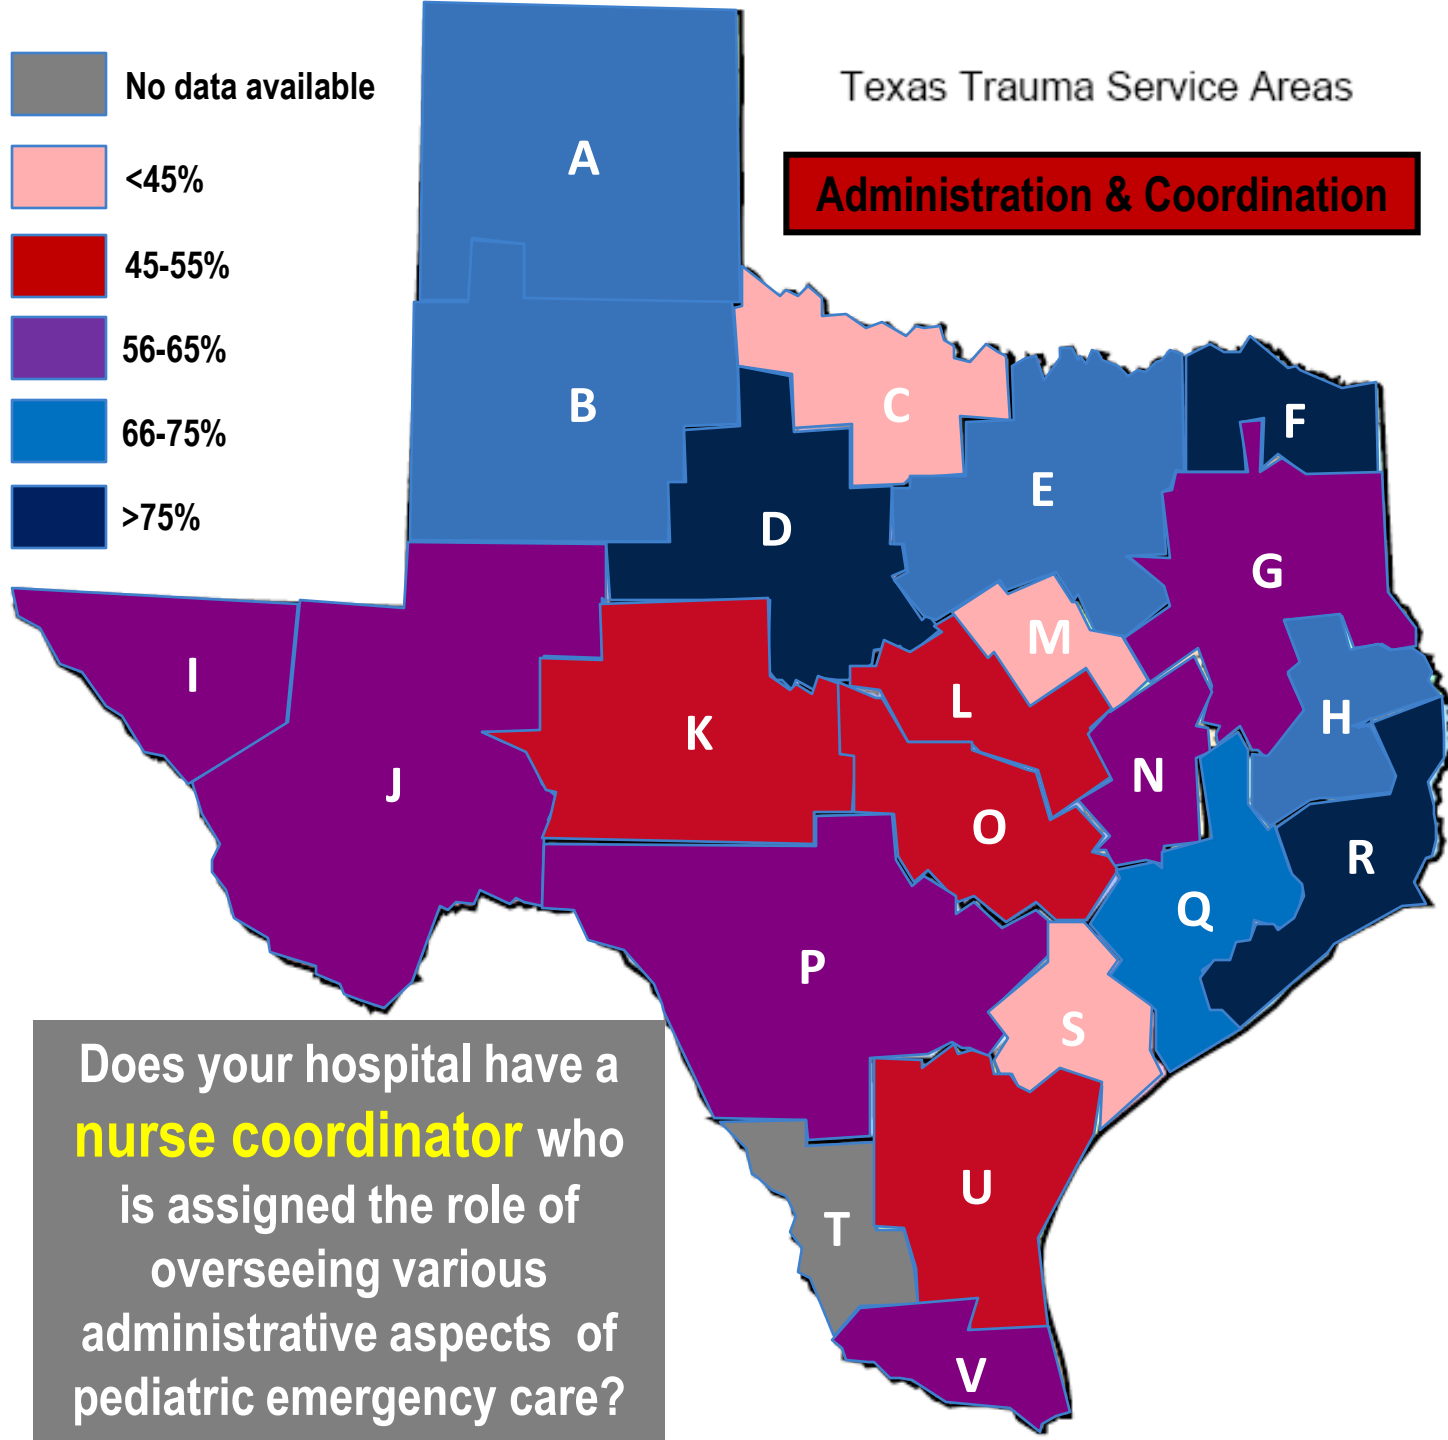 No data available
<45%
45-55%
56-65%
66-75%
>75%
Texas Trauma Service Areas
Administration & Coordination
A
B
C
F
E
D
G
M
I
L
H
K
N
J
O
R
Q
P
S
U
T
V
Does your hospital have a
nurse coordinator who
is assigned the role of
overseeing various
administrative aspects of
pediatric emergency care?